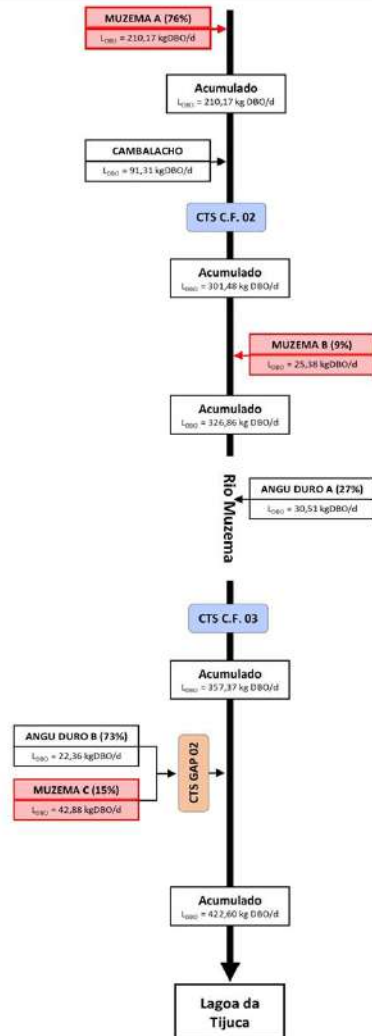 MUZEMA A (76%)
LDBO = 210,17 kgDBO/d
Acumulado
LDBO = 210,17 kg DBO/d
CAMBALACHO
LDBO = 91,31 kgDBO/d
CTS C.F. 02
Acumulado
LDBO = 301,48 kg DBO/d
MUZEMA B (9%)
LDBO = 25,38 kgDBO/d
Acumulado
LDBO = 326,86 kg DBO/d
Rio Muzema
ANGU DURO A (27%)
LDBO = 30,51 kgDBO/d
CTS C.F. 03
Acumulado
LDBO = 357,37 kg DBO/d
ANGU DURO B (73%)
LDBO = 22,36 kgDBO/d
MUZEMA C (15%)
LDBO = 42,88 kgDBO/d
CTS GAP 02
Acumulado
LDBO = 422,60 kg DBO/d
Lagoa da
Tijuca